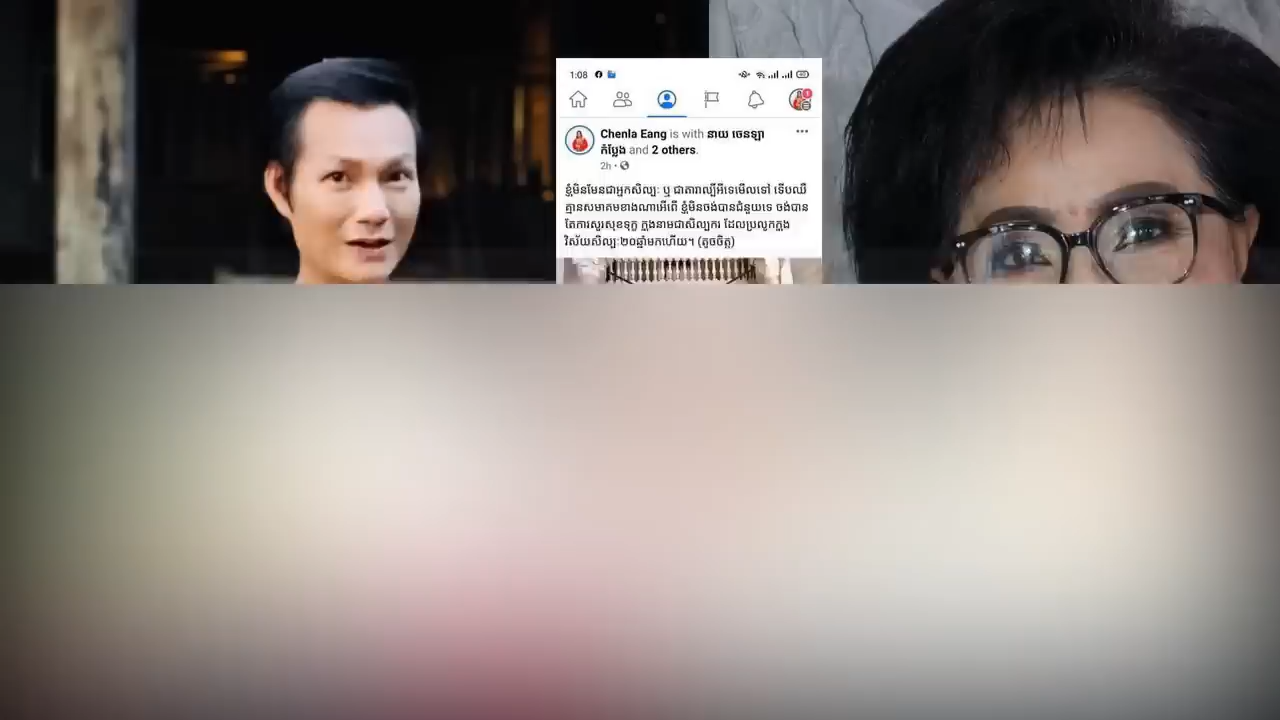 1:08
Chenla Eang is with នាយ ចេនឡា
កំប្លែង and 2 others.
2h
ខ្ញុំមិនមែនជាអ្នកសិល្បៈ ឬ ជាតារាល្បីអីទេមើលទៅ ទើបឈឺ
គ្មានសមាគមខាងណាអើពើ ខ្ញុំមិនចង់បានជំនួយទេ ចង់បាន
តែការសួរសុខទុក្ខ ក្នុងនាមជាសិល្បករ ដែលប្រលូកក្នុង
វិស័យសិល្បៈ២០ឆ្នាំមកហើយ។ (តូចចិត្ត)